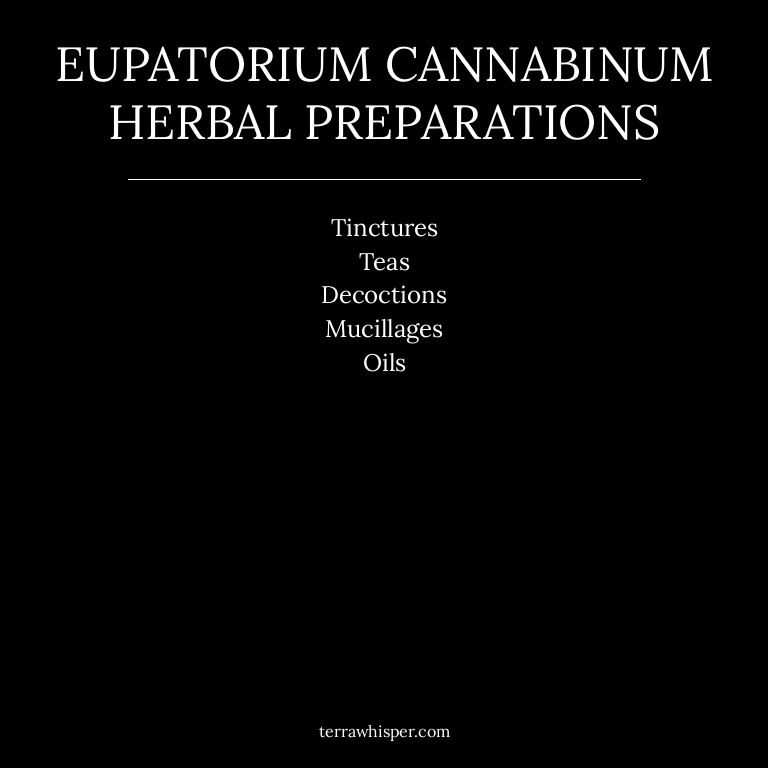 EUPATORIUM CANNABINUM
HERBAL PREPARATIONS
Tinctures
Teas
Decoctions
Mucillages
Oils
terrawhisper.com